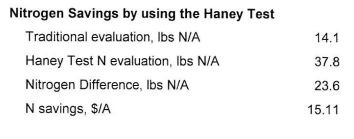 Nitrogen Savings by using the Haney Test
Traditional evaluation, lbs N/A 14.1
Haney Test N evaluation, lbs N/A 37.8
Nitrogen Difference, lbs N/A 23.6
N savings, $/A 15.11